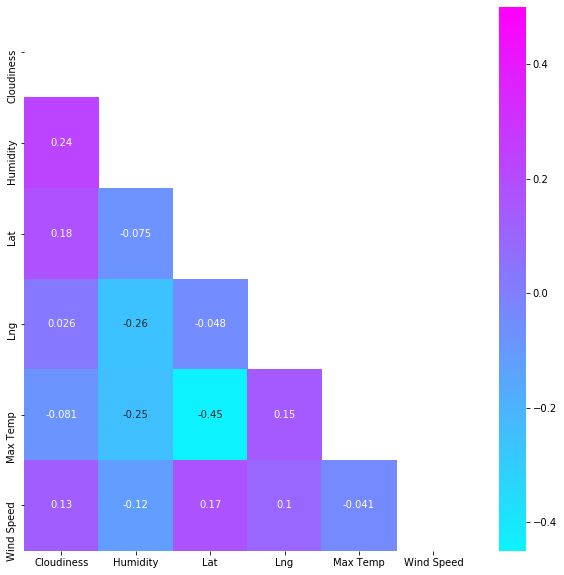 Cloudiness
Humidity 0.24
Lat 0.18 -0.075
Lng 0.026 -0.26 -0.048
Max Temp -0.081 -0.25 -0.45 0.15
Wind Speed 0.13 -0.12 0.17 0.1 -0.041
Cloudiness Humidity Lat Lng Max Temp Wind Speed
0.4
0.2
0.0
−0.2
−0.4